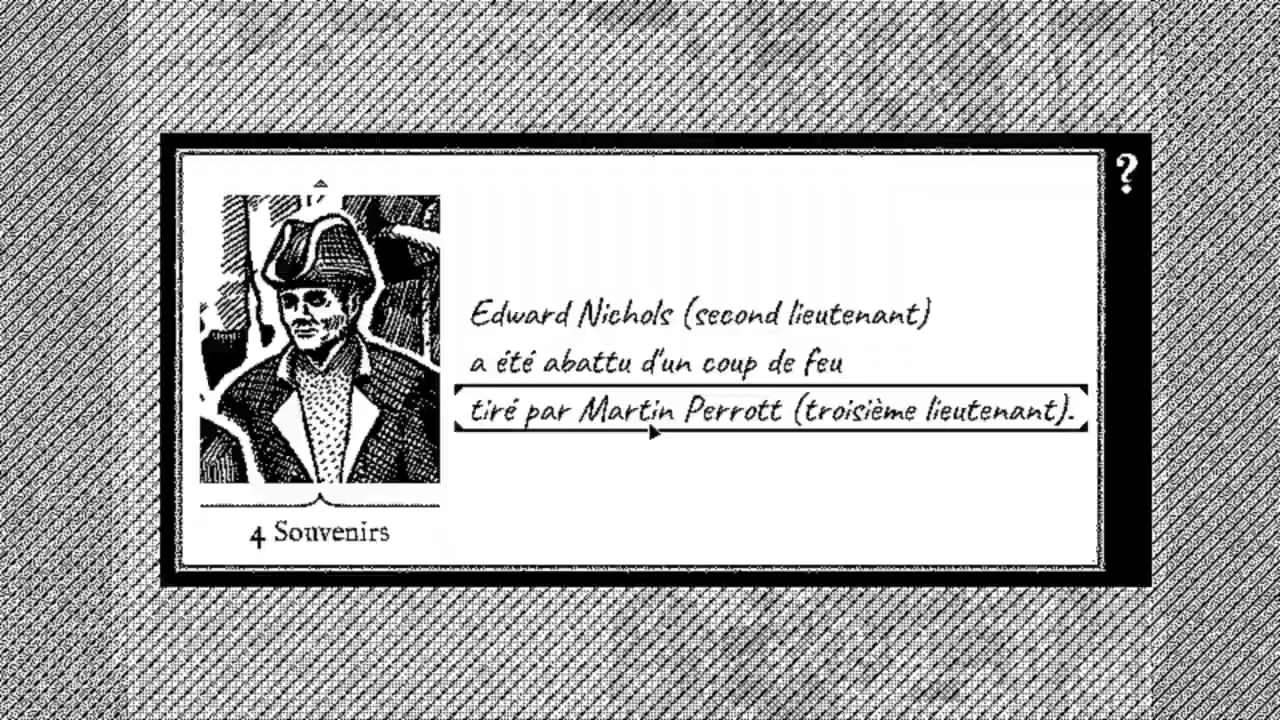 ?
Edward Nichols (second lieutenant)
a été abattu d'un coup de feu
tiré par Martin Perrott (troisième lieutenant).
4 Souvenirs